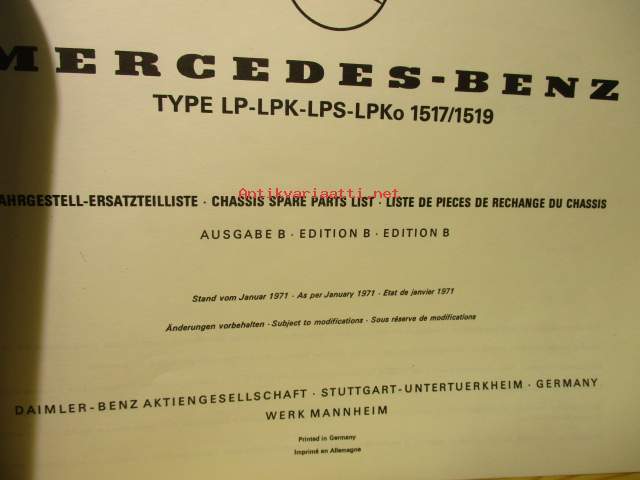 MERCEDES-BENZ
TYPE LP-LPK-LPS-LPKo 1517/1519
Antikvariaatti.net
AHRGESTELL-ERSATZTEILLISTE · CHASSIS SPARE PARTS LIST · LISTE DE PIECES DE RECHANGE DU CHASSIS
AUSGABE B · EDITION B · EDITION B
Stand vom Januar 1971 · As per January 1971 · Etat de janvier 1971
Änderungen vorbehalten · Subject to modifications · Sous réserve de modifications
DAIMLER-BENZ AKTIENGESELLSCHAFT · STUTTGART-UNTERTUERKHEIM · GERMANY
WERK MANNHEIM
Printed in Germany
Imprimé en Allemagne